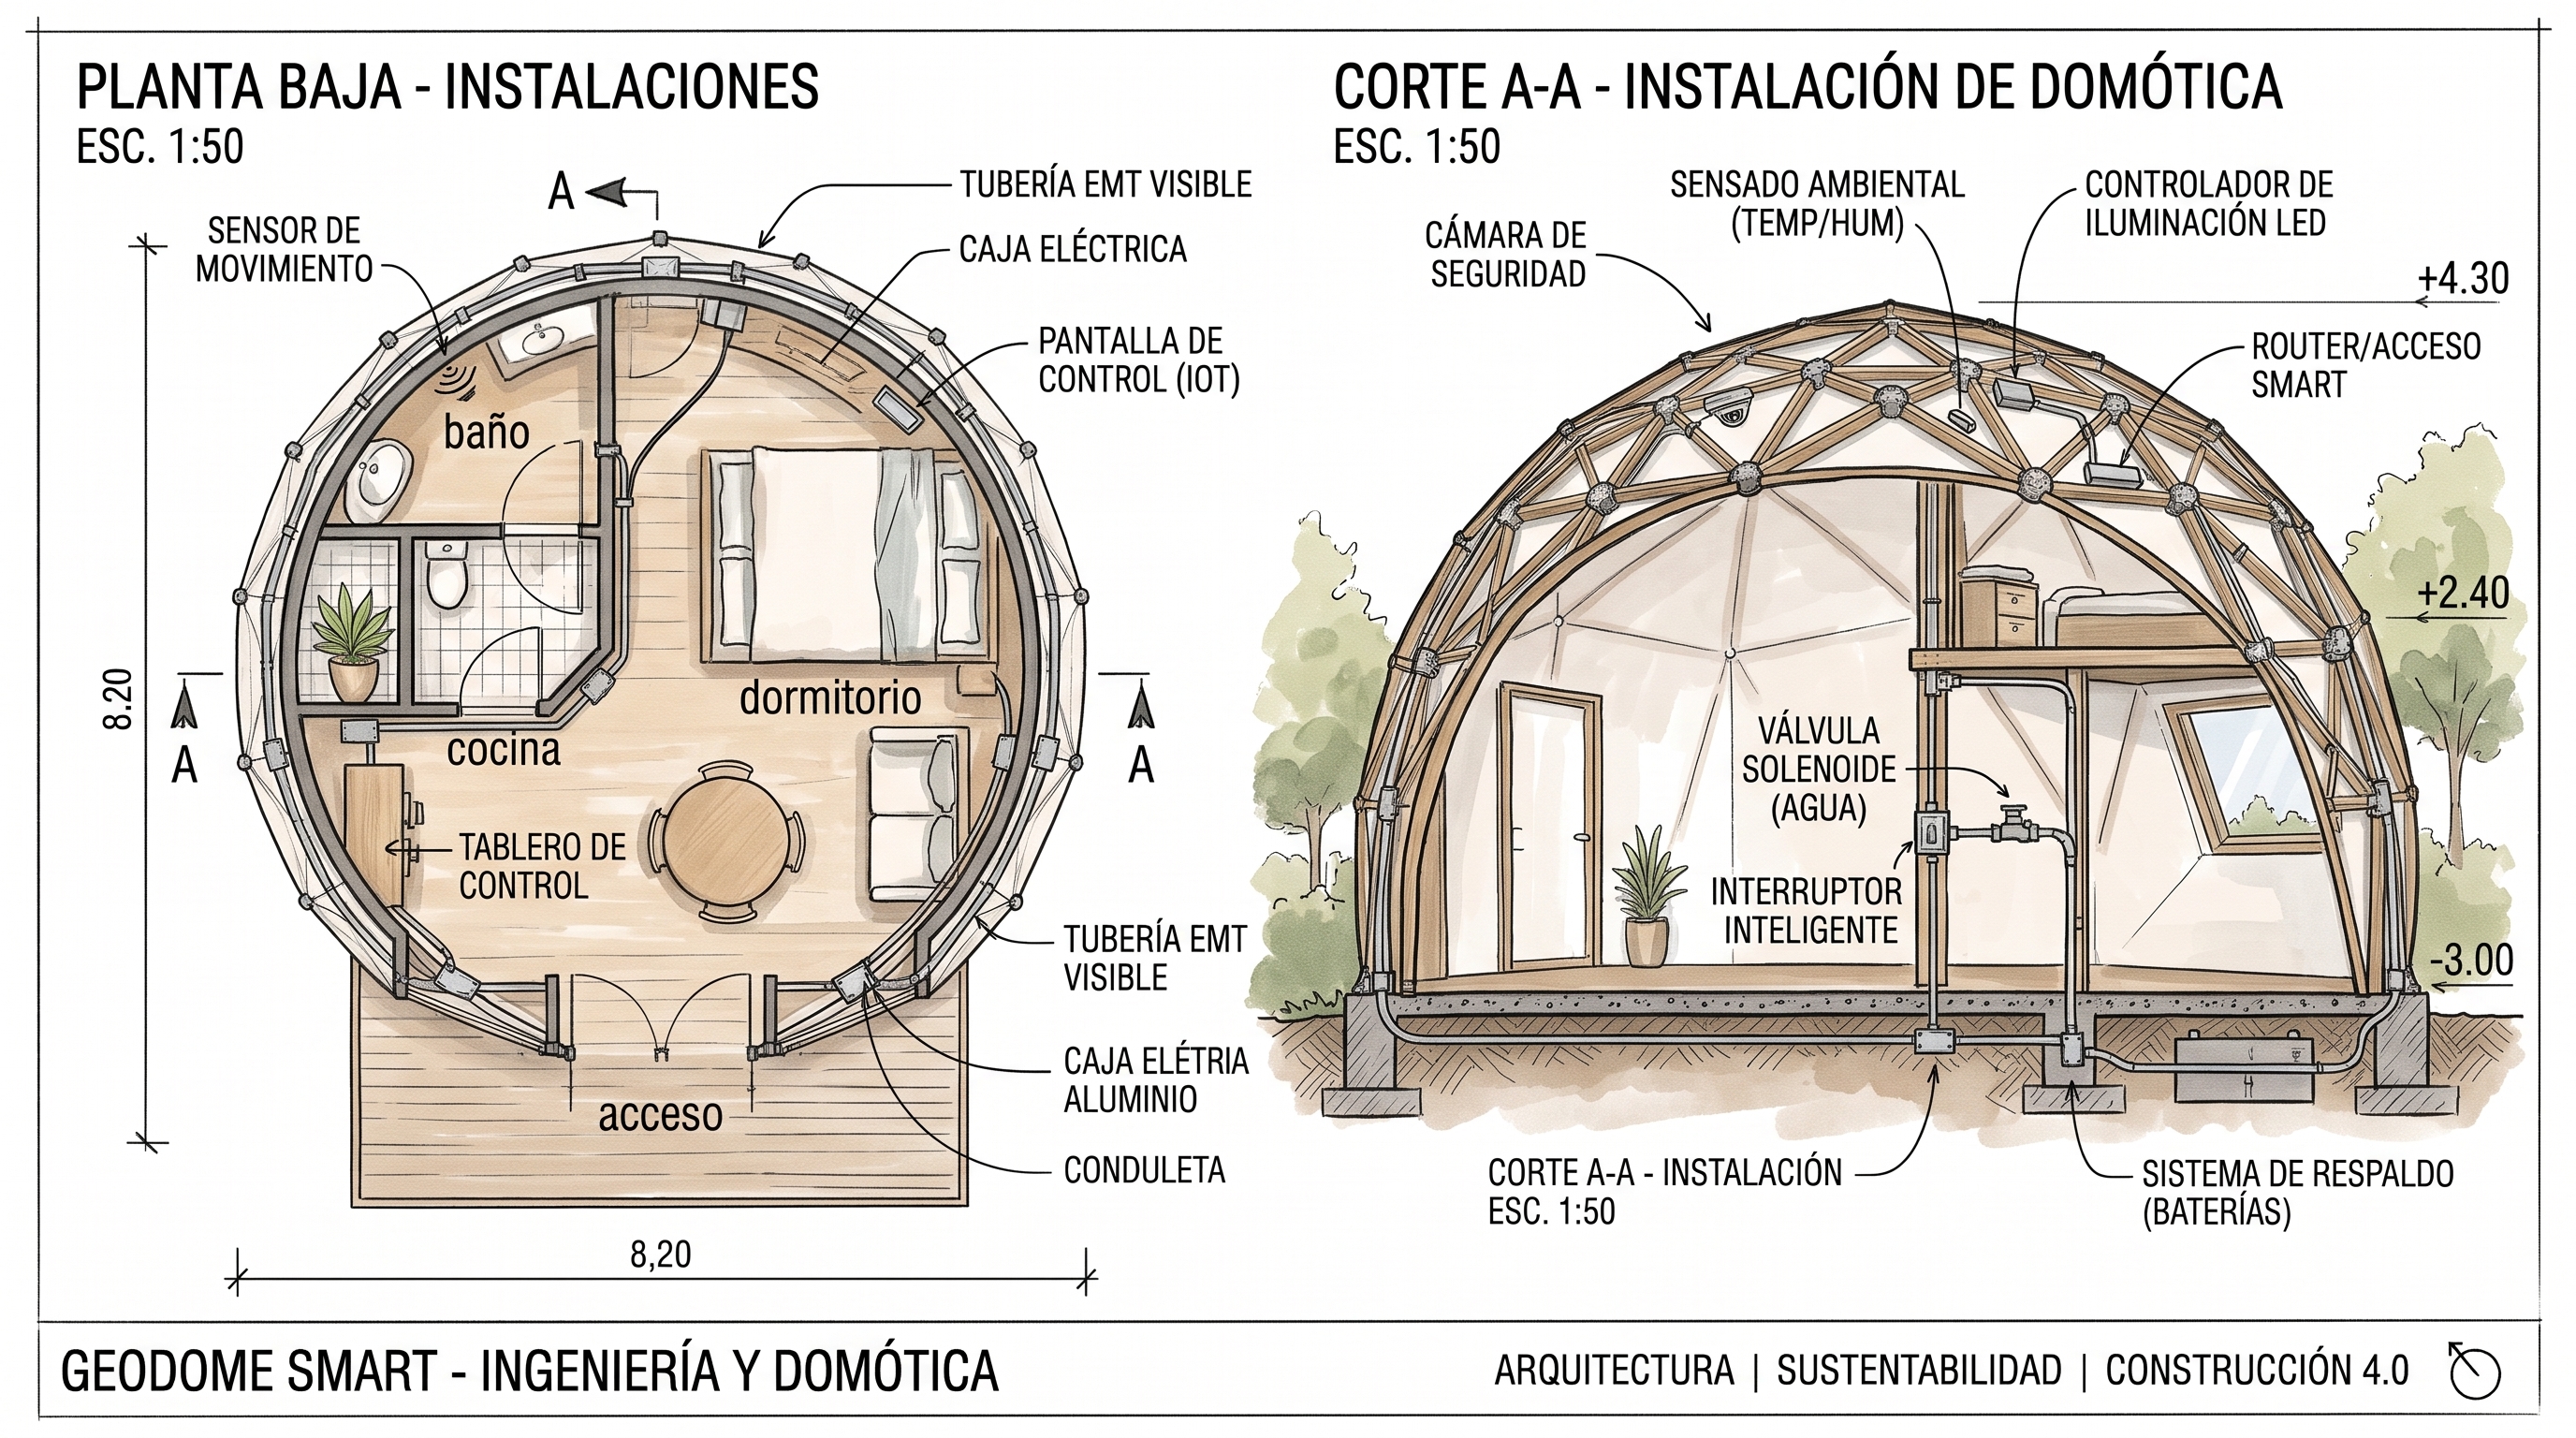 PLANTA BAJA - INSTALACIONES
ESC. 1:50
A
TUBERÍA EMT VISIBLE
SENSOR DE
MOVIMIENTO
CAJA ELÉCTRICA
PANTALLA DE
CONTROL (IOT)
baño
8.20
dormitorio
cocina
A
A
TABLERO DE
CONTROL
TUBERÍA EMT
VISIBLE
CAJA ELÉTRIA
ALUMINIO
acceso
CONDULETA
8,20
CORTE A-A - INSTALACIÓN DE DOMÓTICA
ESC. 1:50
SENSADO AMBIENTAL
(TEMP/HUM)
CONTROLADOR DE
ILUMINACIÓN LED
CÁMARA DE
SEGURIDAD
+4.30
ROUTER/ACCESO
SMART
+2.40
VÁLVULA
SOLENOIDE
(AGUA)
INTERRUPTOR
INTELIGENTE
-3.00
CORTE A-A - INSTALACIÓN
ESC. 1:50
SISTEMA DE RESPALDO
(BATERÍAS)
GEODOME SMART - INGENIERÍA Y DOMÓTICA
ARQUITECTURA | SUSTENTABILIDAD | CONSTRUCCIÓN 4.0